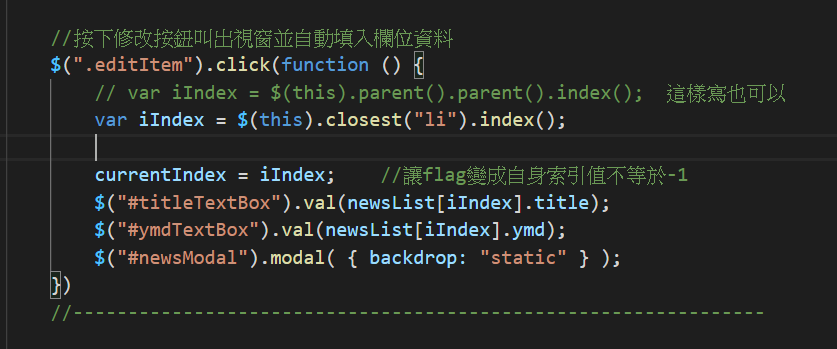 //按下修改按鈕叫出視窗並自動填入欄位資料
$(".editItem").click(function () {
// var iIndex = $(this).parent().parent().index();  這樣寫也可以
var iIndex = $(this).closest("li").index();
currentIndex = iIndex;    //讓flag變成自身索引值不等於-1
$("#titleTextBox").val(newsList[iIndex].title);
$("#ymdTextBox").val(newsList[iIndex].ymd);
$("#newsModal").modal( { backdrop: "static" } );
})
//---------------------------------------------------------------